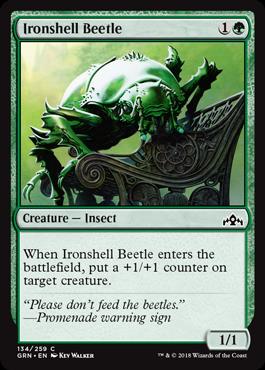 Ironshell Beetle 1
Creature — Insect
When Ironshell Beetle enters the
battlefield, put a +1/+1 counter on
target creature.
“Please don’t feed the beetles.”
—Promenade warning sign
1/1
134/259 C
GRN • EN Key Walker
™ & © 2018 Wizards of the Coast